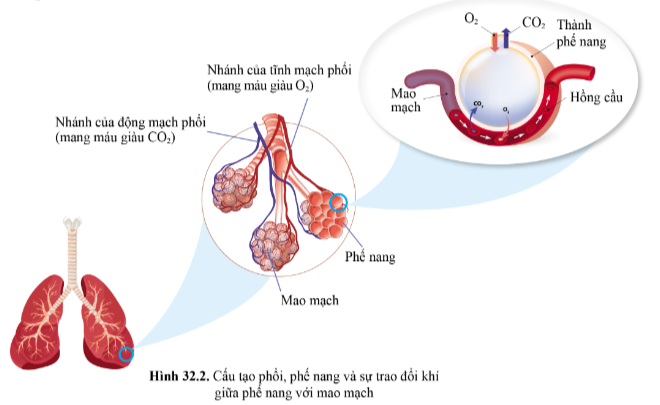 O₂
CO₂
Thành
phế nang
Mao
mạch
Hồng cầu
CO₂
O₂
Nhánh của tĩnh mạch phổi
(mang máu giàu O₂)
Nhánh của động mạch phổi
(mang máu giàu CO₂)
Phế nang
Mao mạch
Hình 32.2. Cấu tạo phổi, phế nang và sự trao đổi khí
giữa phế nang với mao mạch